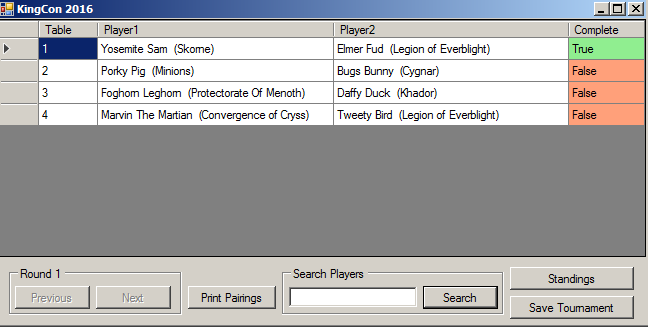 KingCon 2016
Table Player1 Player2 Complete
1 Yosemite Sam (Skorne) Elmer Fud (Legion of Everblight) True
2 Porky Pig (Minions) Bugs Bunny (Cygnar) False
3 Foghorn Leghorn (Protectorate Of Menoth) Daffy Duck (Khador) False
4 Marvin The Martian (Convergence of Cryss) Tweety Bird (Legion of Everblight) False
Round 1
Previous Next
Print Pairings
Search Players
Search
Standings
Save Tournament